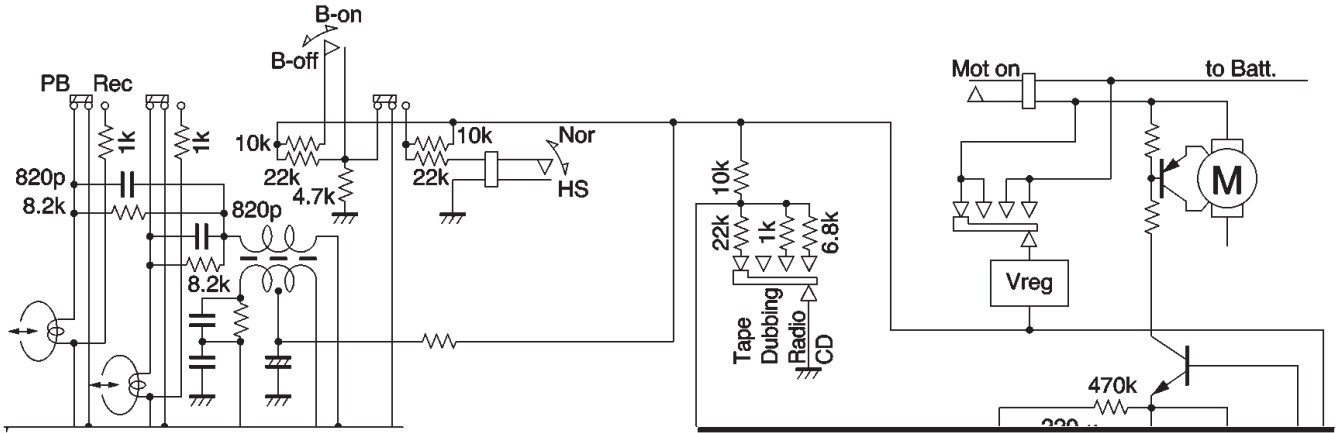 B-on
B-off
PB
Rec
1k
1k
10k
22k
4.7k
10k
22k
Nor
HS
820p
8.2k
820p
8.2k
10k
22k
1k
6.8k
Tape
Dubbing
Radio
CD
Mot on
to Batt.
M
Vreg
470k